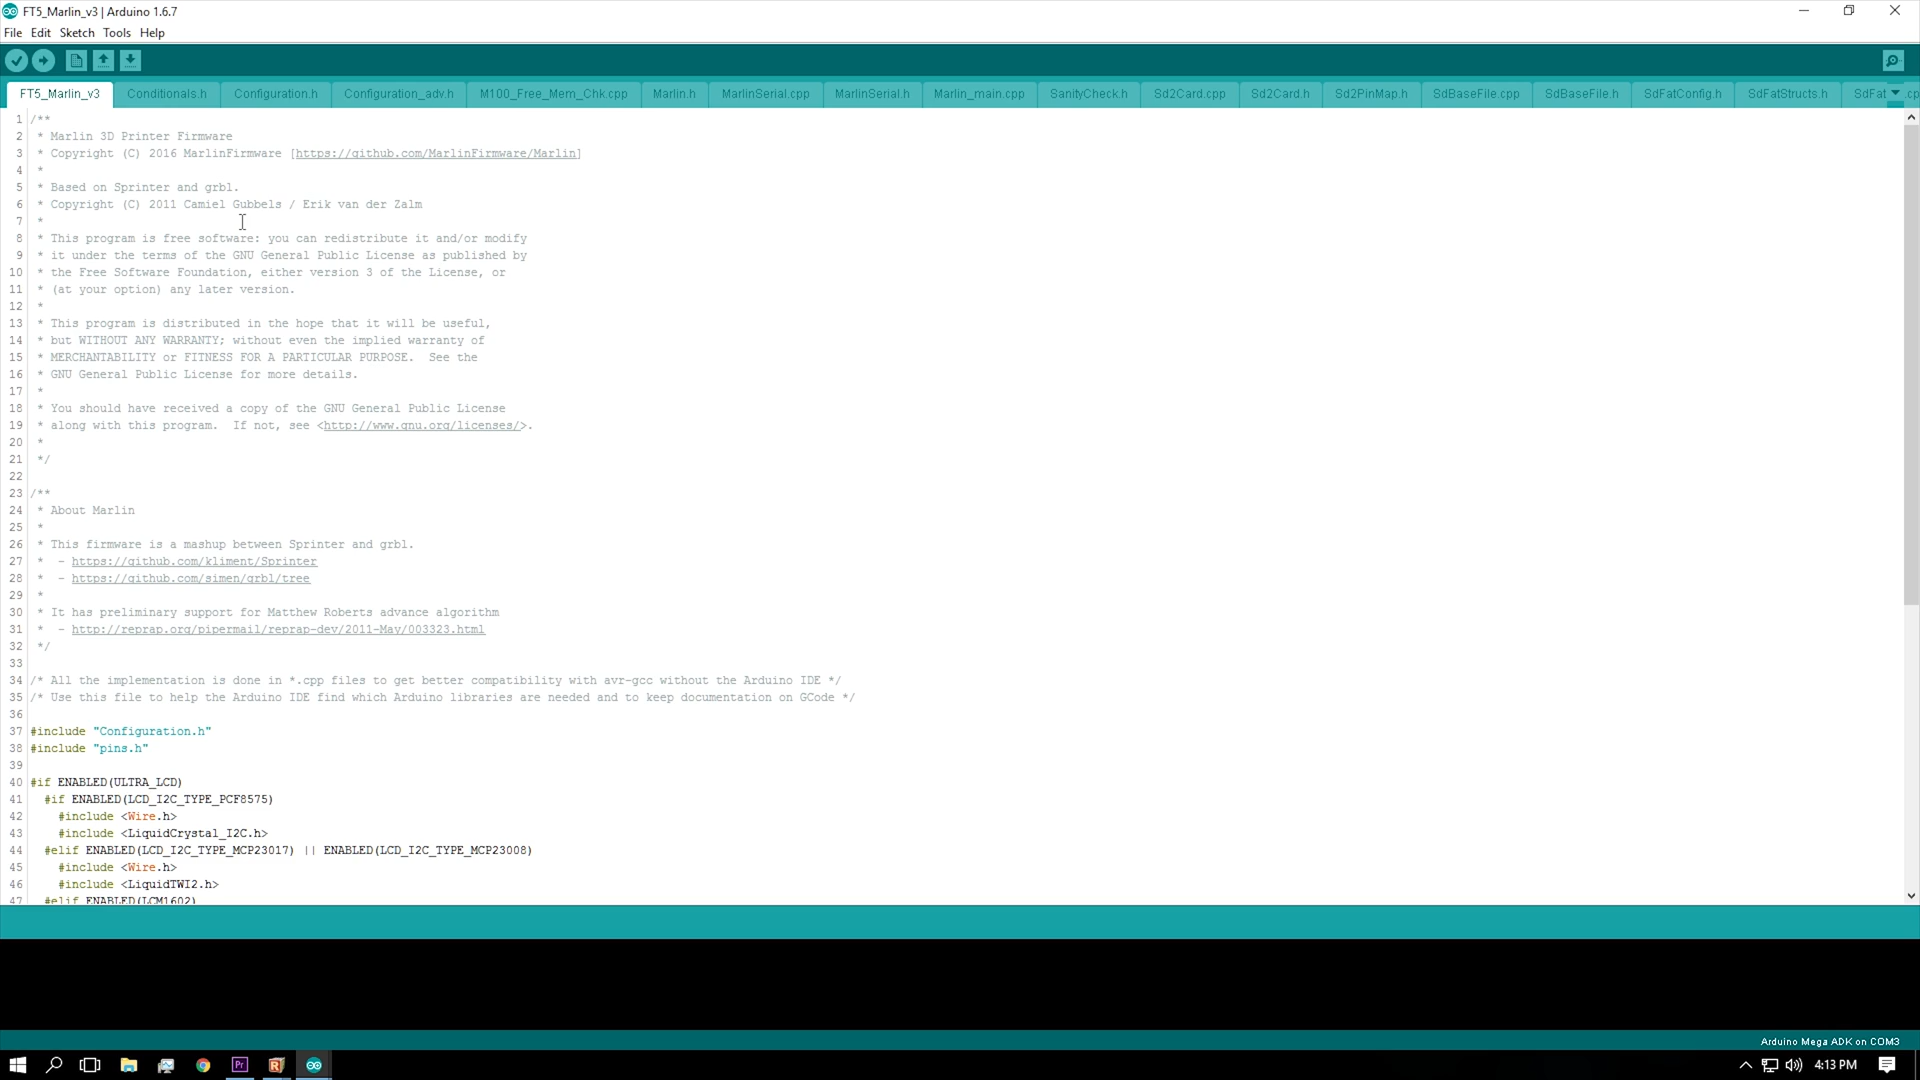 FT5_Marlin_v3 | Arduino 1.6.7
File Edit Sketch Tools Help
FT5_Marlin_v3 Conditionals.h Configuration.h Configuration_adv.h M100_Free_Mem_Chk.cpp Marlin.h MarlinSerial.cpp MarlinSerial.h Marlin_main.cpp SanityCheck.h Sd2Card.cpp Sd2Card.h Sd2PinMap.h SdBaseFile.cpp SdBaseFile.h SdFatConfig.h SdFatStructs.h SdFat
1 /**
2 * Marlin 3D Printer Firmware
3 * Copyright (C) 2016 MarlinFirmware [https://github.com/MarlinFirmware/Marlin]
4 *
5 * Based on Sprinter and grbl.
6 * Copyright (C) 2011 Camiel Gubbels / Erik van der Zalm
7 *
8 * This program is free software: you can redistribute it and/or modify
9 * it under the terms of the GNU General Public License as published by
10 * the Free Software Foundation, either version 3 of the License, or
11 * (at your option) any later version.
12 *
13 * This program is distributed in the hope that it will be useful,
14 * but WITHOUT ANY WARRANTY; without even the implied warranty of
15 * MERCHANTABILITY or FITNESS FOR A PARTICULAR PURPOSE. See the
16 * GNU General Public License for more details.
17 *
18 * You should have received a copy of the GNU General Public License
19 * along with this program. If not, see <http://www.gnu.org/licenses/>.
20 *
21 */
22
23 /**
24 * About Marlin
25 *
26 * This firmware is a mashup between Sprinter and grbl.
27 * - https://github.com/kliment/Sprinter
28 * - https://github.com/simen/grbl/tree
29 *
30 * It has preliminary support for Matthew Roberts advance algorithm
31 * - http://reprap.org/pipermail/reprap-dev/2011-May/003323.html
32 */
33
34 /* All the implementation is done in *.cpp files to get better compatibility with avr-gcc without the Arduino IDE */
35 /* Use this file to help the Arduino IDE find which Arduino libraries are needed and to keep documentation on GCode */
36
37 #include "Configuration.h"
38 #include "pins.h"
39
40 #if ENABLED(ULTRA_LCD)
41 #if ENABLED(LCD_I2C_TYPE_PCF8575)
42 #include <Wire.h>
43 #include <LiquidCrystal_I2C.h>
44 #elif ENABLED(LCD_I2C_TYPE_MCP23017) || ENABLED(LCD_I2C_TYPE_MCP23008)
45 #include <Wire.h>
46 #include <LiquidTWI2.h>
47 #elif ENABLED(LCM1602)
Arduino Mega ADK on COM3
Pr
4:13 PM